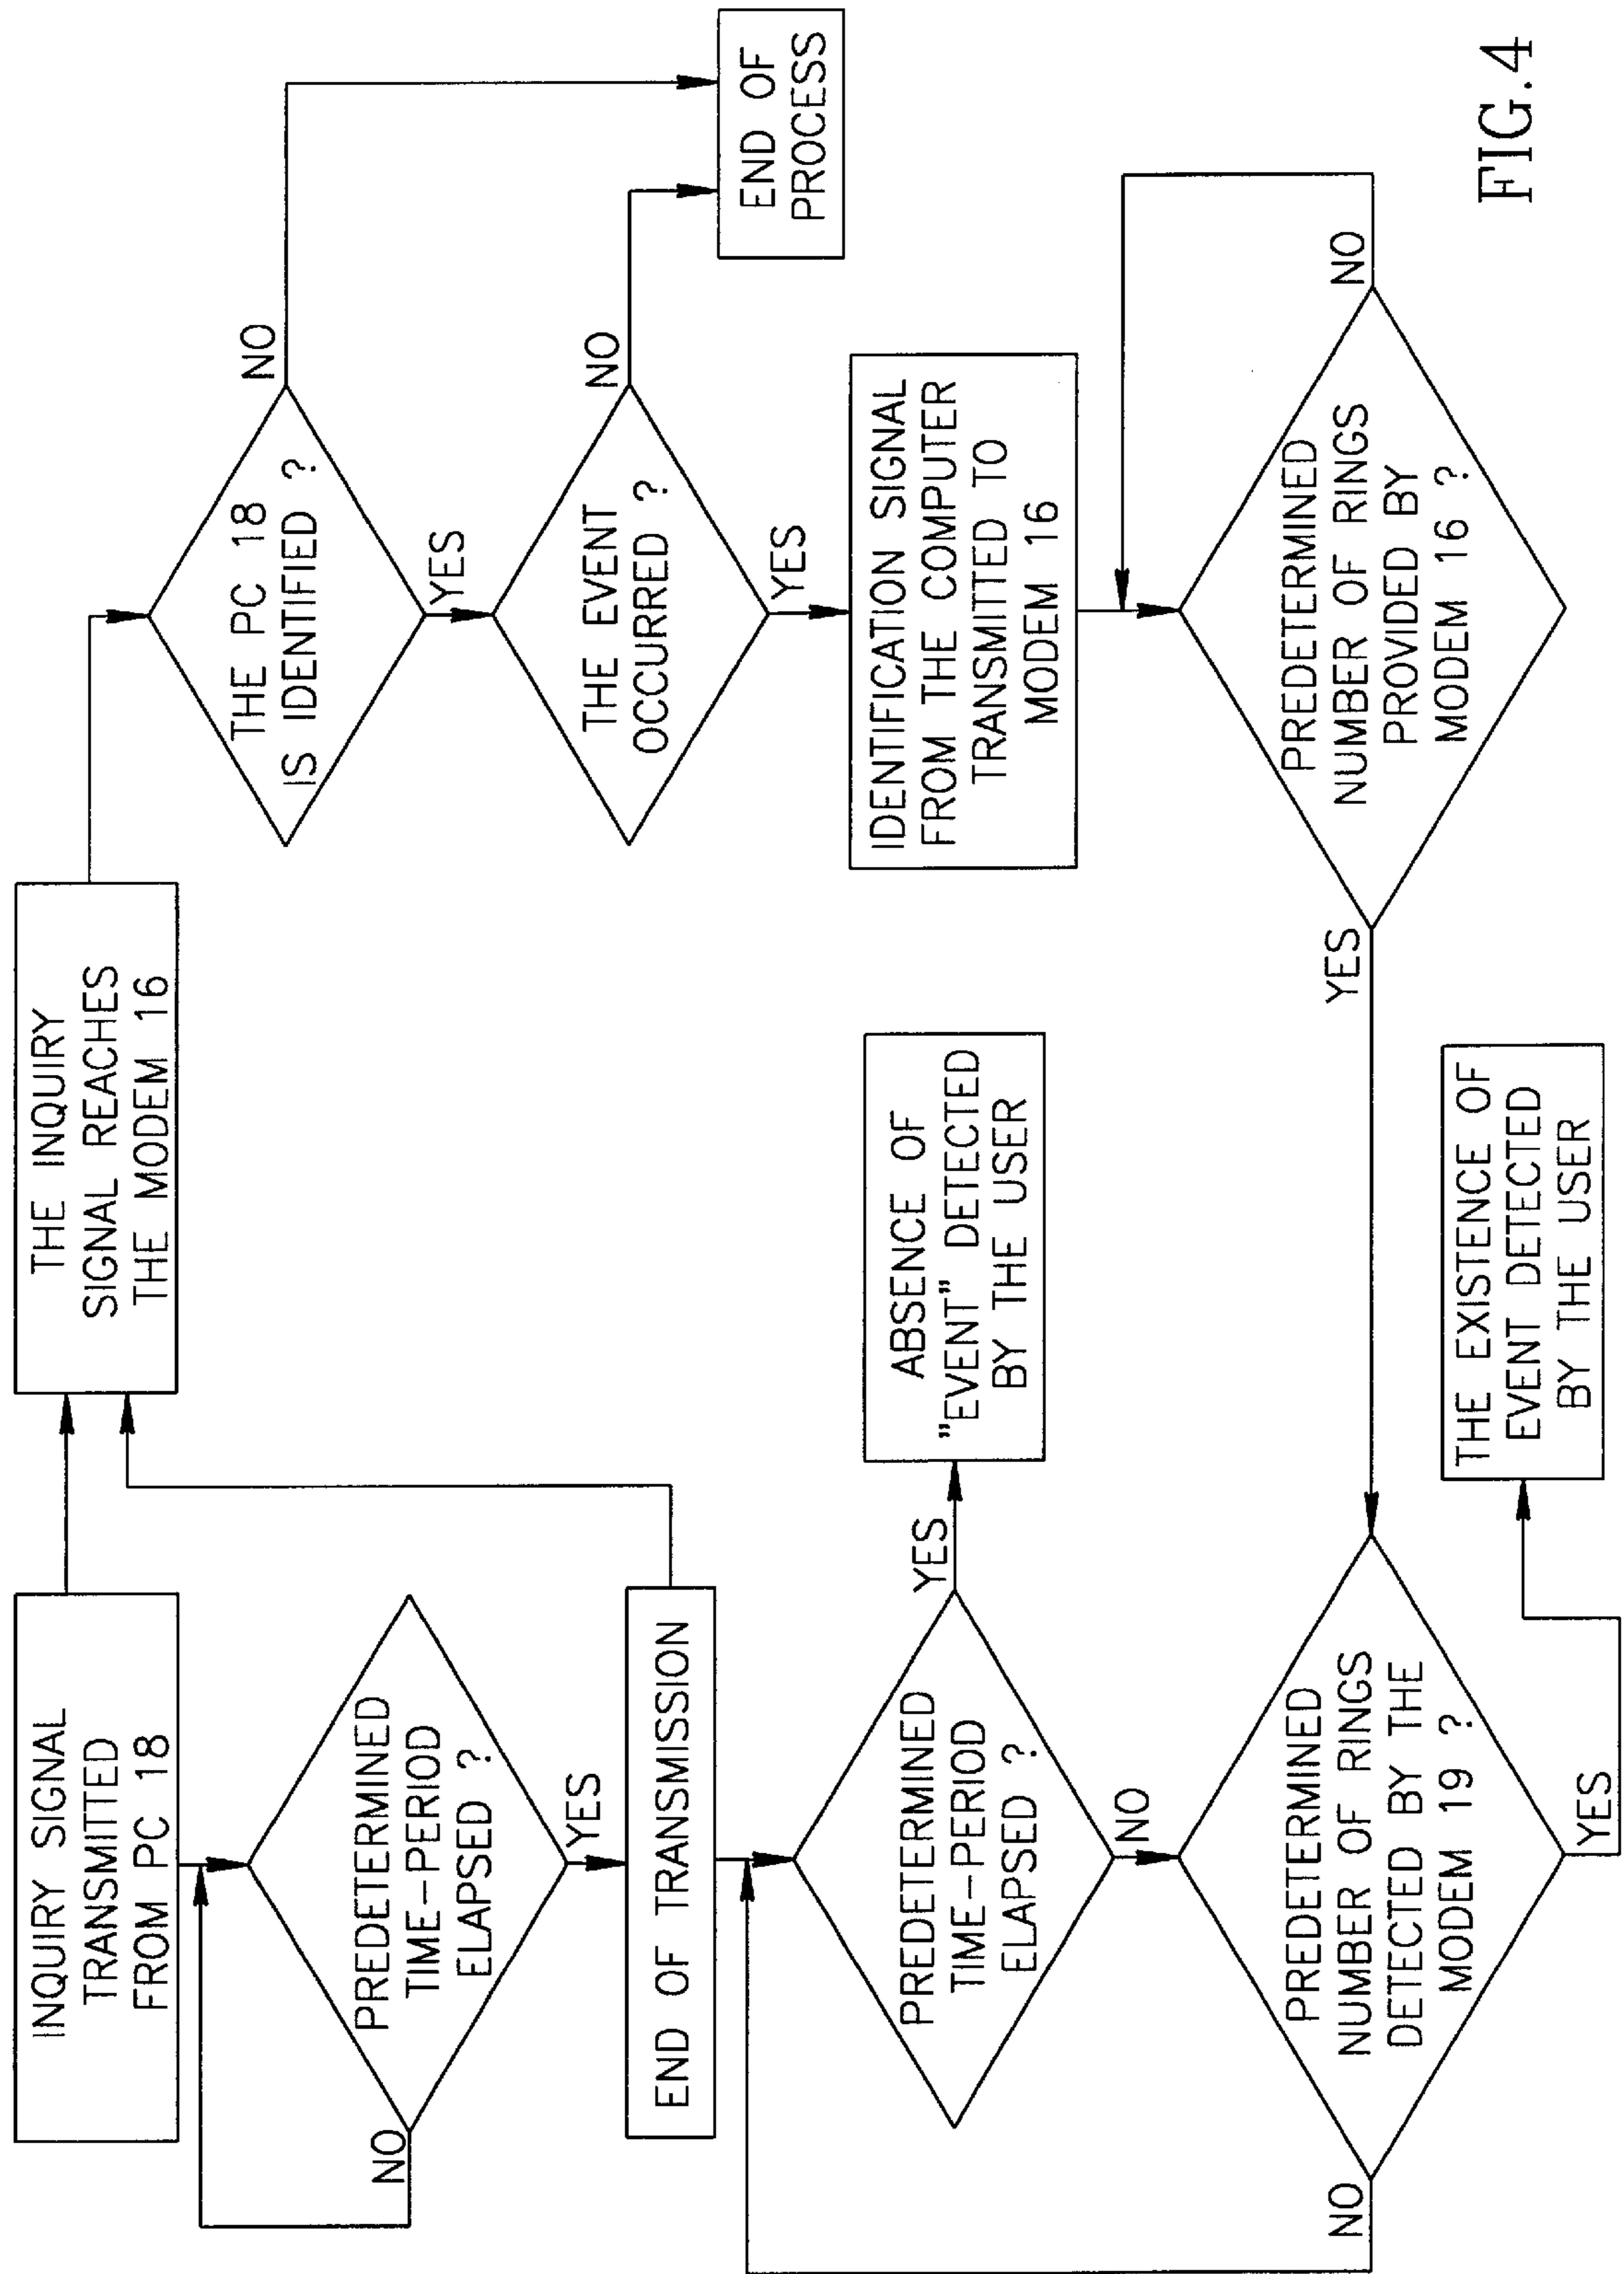 INQUIRY SIGNAL
TRANSMITTED
FROM PC 18
PREDETERMINED
TIME-PERIOD
ELAPSED ?
NO
YES
END OF TRANSMISSION
PREDETERMINED
TIME-PERIOD
ELAPSED ?
YES
NO
ABSENCE OF
"EVENT" DETECTED
BY THE USER
PREDETERMINED
NUMBER OF RINGS
DETECTED BY THE
MODEM 19 ?
NO
YES
THE EXISTENCE OF
EVENT DETECTED
BY THE USER
THE INQUIRY
SIGNAL REACHES
THE MODEM 16
THE PC 18
IS IDENTIFIED ?
NO
YES
THE EVENT
OCCURRED ?
NO
YES
END OF
PROCESS
IDENTIFICATION SIGNAL
FROM THE COMPUTER
TRANSMITTED TO
MODEM 16
PREDETERMINED
NUMBER OF RINGS
PROVIDED BY
MODEM 16 ?
NO
YES
FIG.4